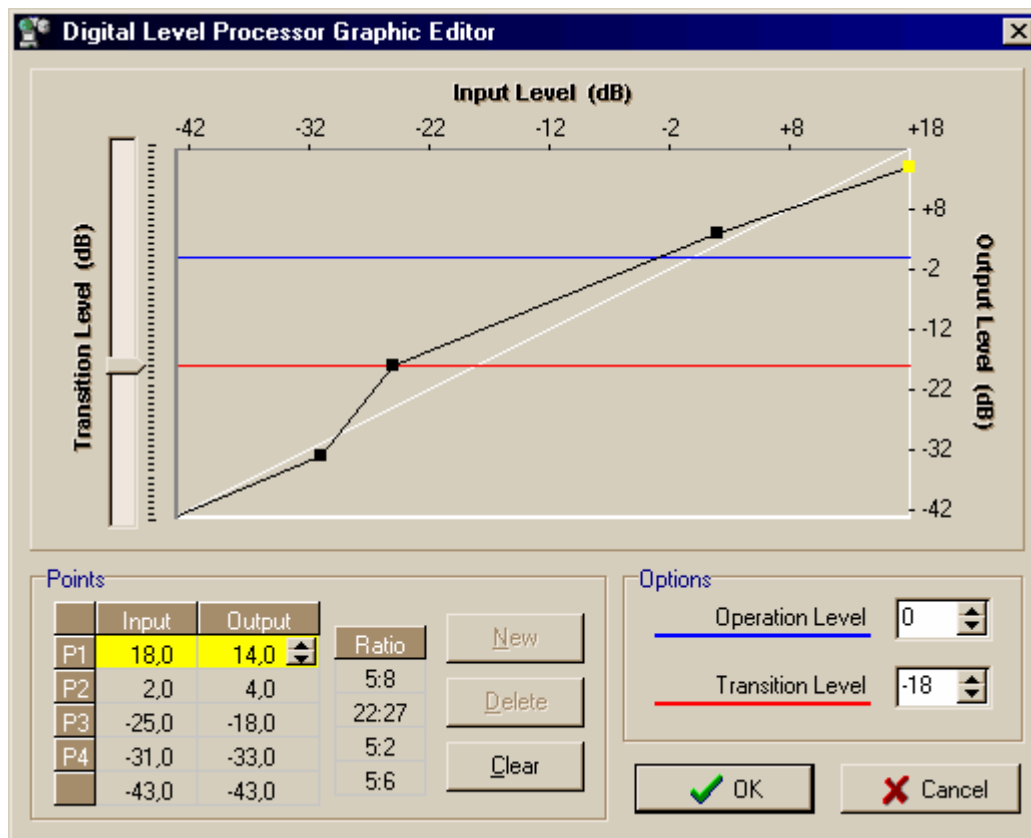 Digital Level Processor Graphic Editor
Input Level (dB)
-42 -32 -22 -12 -2 +8 +18
Transition Level (dB)
+8
-2
-12
-22
-32
-42
Output Level (dB)
Points
Input Output
P1 18,0 14,0
P2 2,0 4,0
P3 -25,0 -18,0
P4 -31,0 -33,0
-43,0 -43,0
Ratio
5:8
22:27
5:2
5:6
New
Delete
Clear
Options
Operation Level 0
Transition Level -18
OK
Cancel